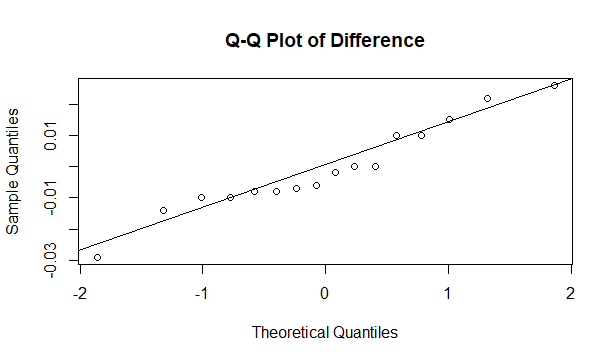 Q-Q Plot of Difference
Sample Quantiles
0.01
-0.01
-0.03
-2 -1 0 1 2
Theoretical Quantiles